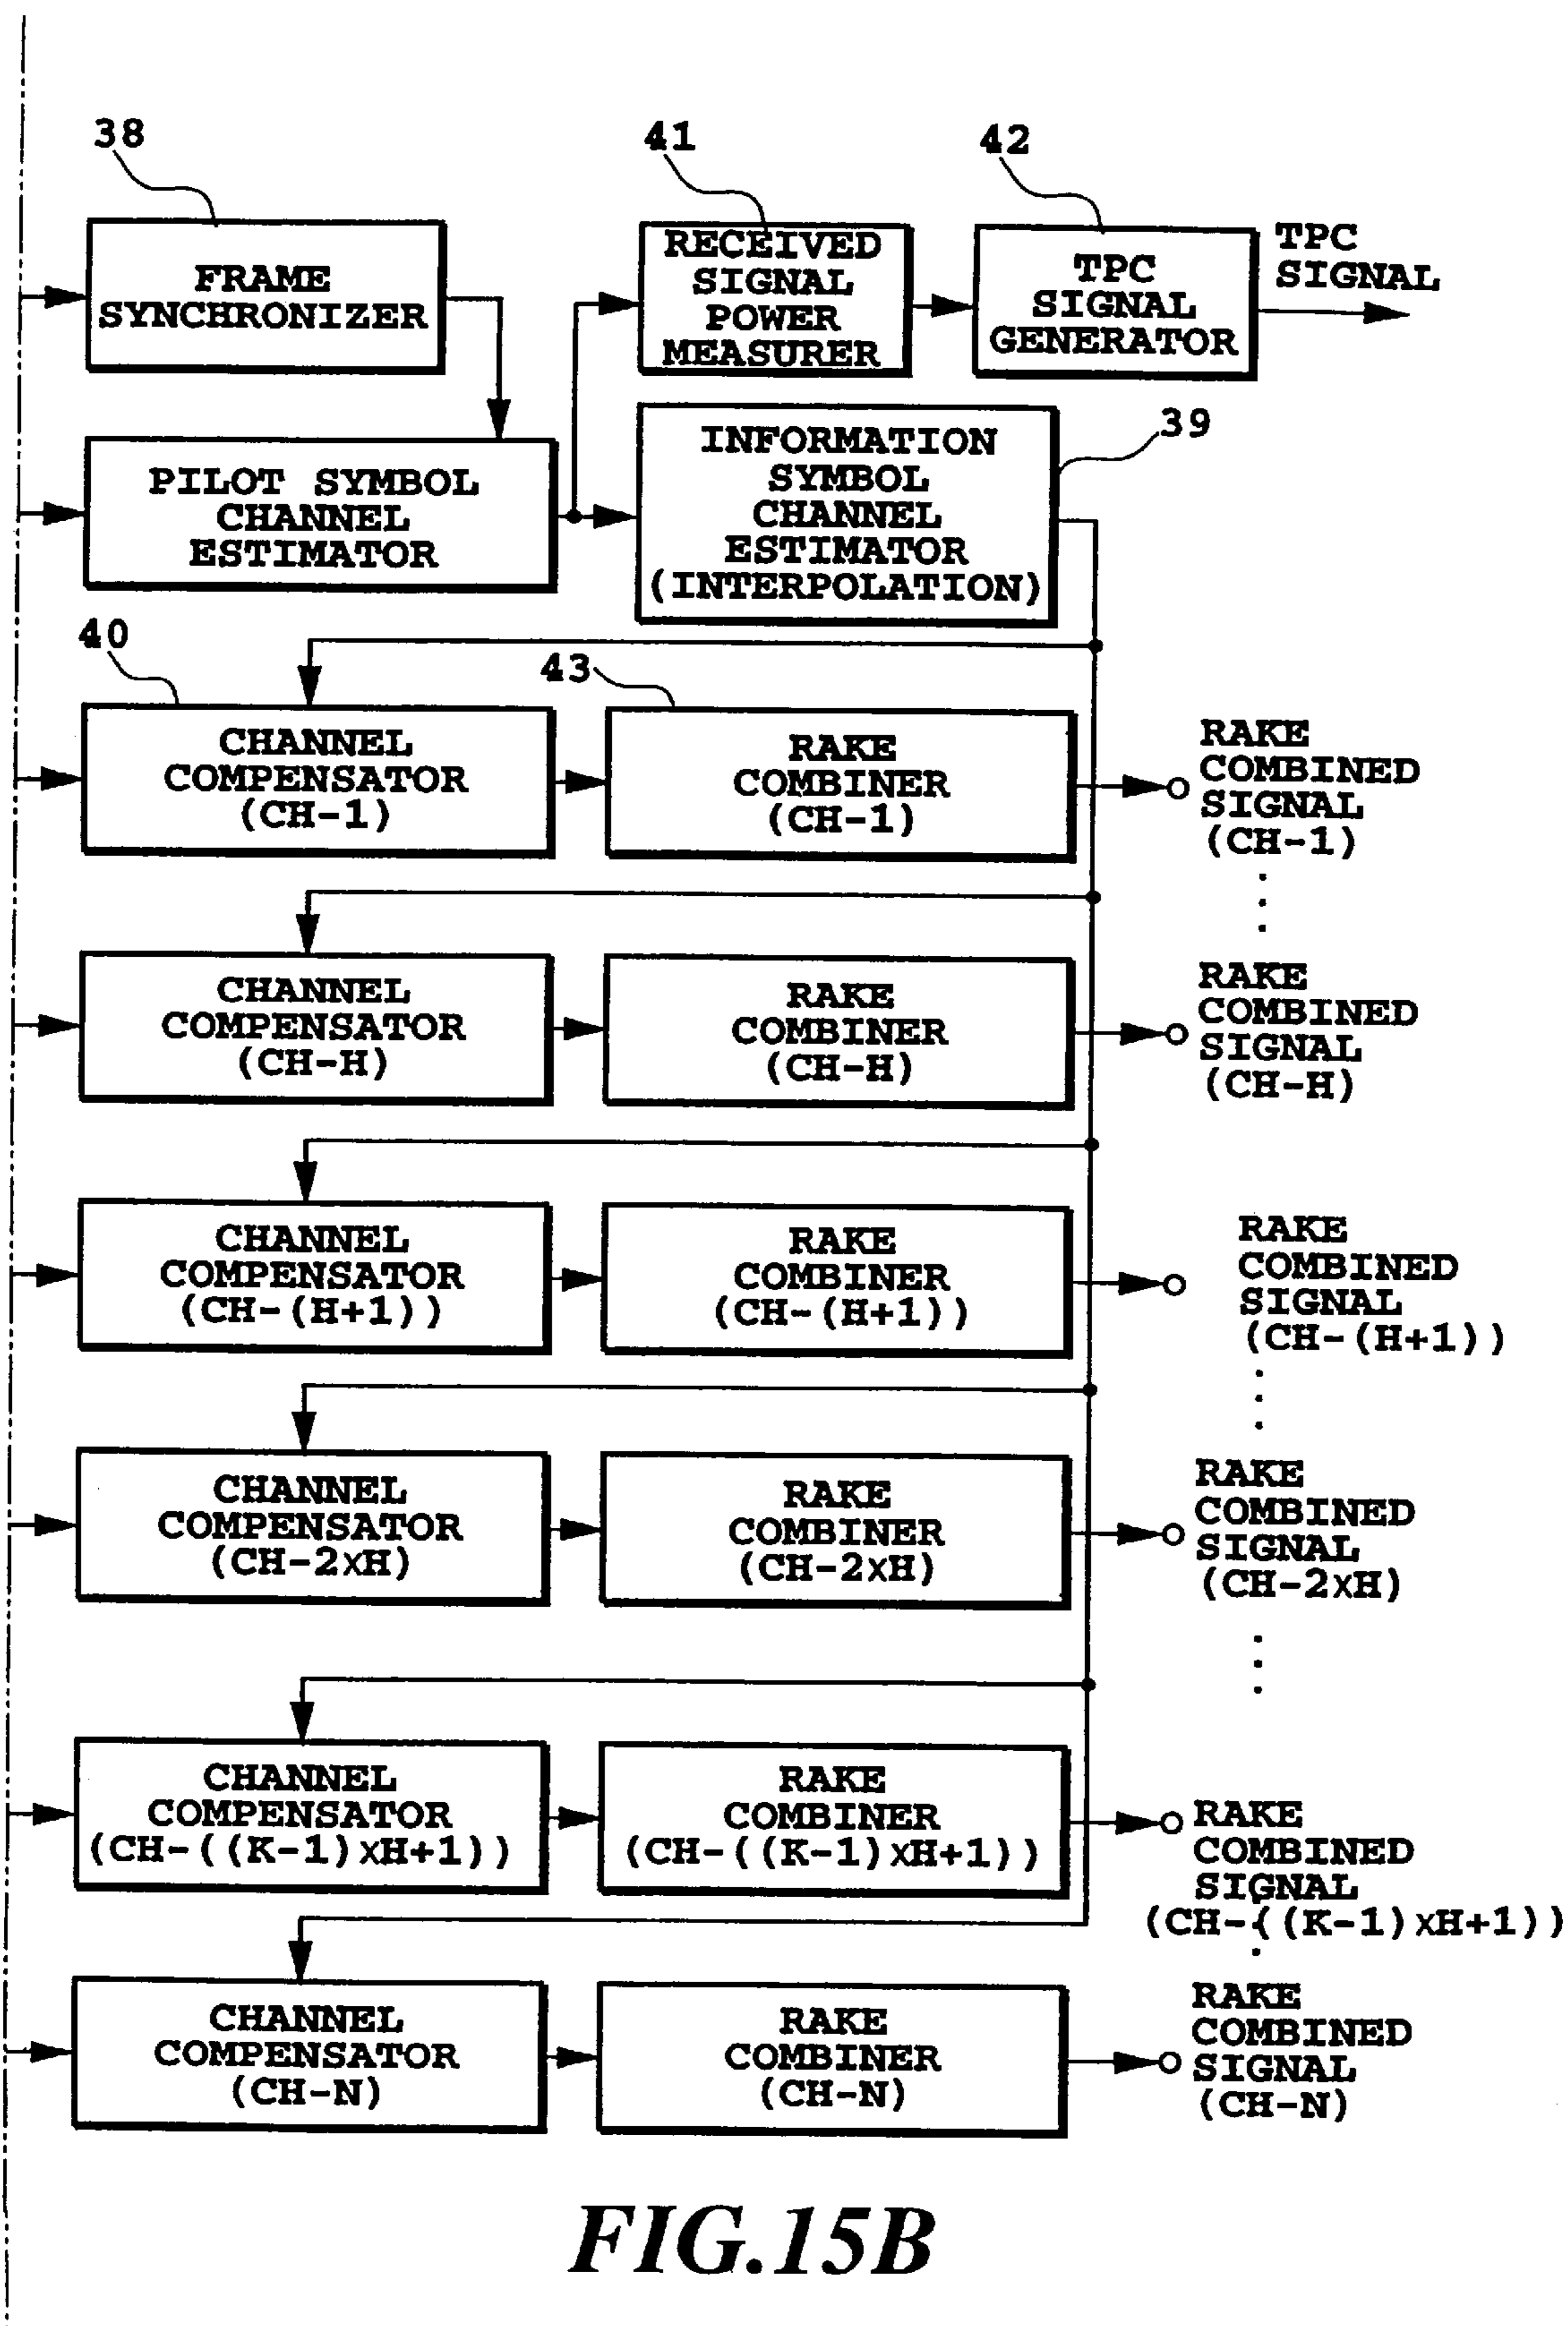 38
41
42
FRAME
SYNCHRONIZER
RECEIVED
SIGNAL
POWER
MEASURER
TPC
SIGNAL
GENERATOR
TPC
SIGNAL
PILOT SYMBOL
CHANNEL
ESTIMATOR
INFORMATION
SYMBOL
CHANNEL
ESTIMATOR
(INTERPOLATION)
39
40
43
CHANNEL
COMPENSATOR
(CH-1)
RAKE
COMBINER
(CH-1)
RAKE
COMBINED
SIGNAL
(CH-1)
CHANNEL
COMPENSATOR
(CH-H)
RAKE
COMBINER
(CH-H)
RAKE
COMBINED
SIGNAL
(CH-H)
CHANNEL
COMPENSATOR
(CH-(H+1))
RAKE
COMBINER
(CH-(H+1))
RAKE
COMBINED
SIGNAL
(CH-(H+1))
CHANNEL
COMPENSATOR
(CH-2xH)
RAKE
COMBINER
(CH-2xH)
RAKE
COMBINED
SIGNAL
(CH-2xH)
CHANNEL
COMPENSATOR
(CH-((K-1)xH+1))
RAKE
COMBINER
(CH-((K-1)xH+1))
RAKE
COMBINED
SIGNAL
(CH-((K-1)xH+1))
CHANNEL
COMPENSATOR
(CH-N)
RAKE
COMBINER
(CH-N)
RAKE
COMBINED
SIGNAL
(CH-N)
FIG.15B